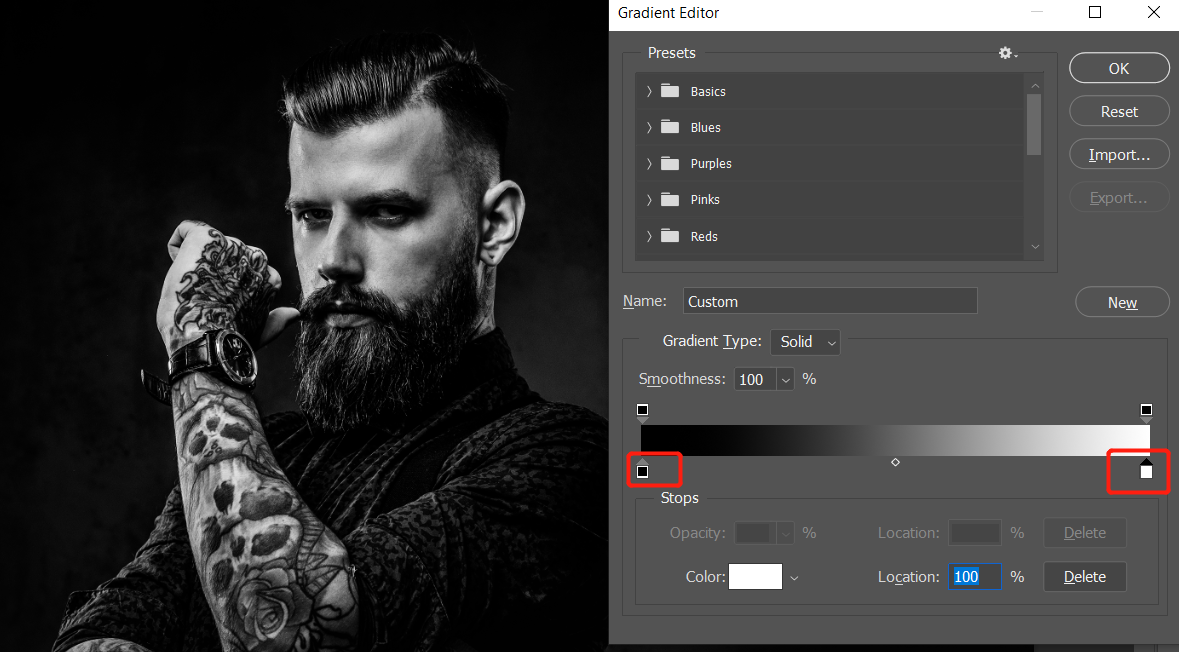 Gradient Editor
Presets
OK
Basics
Reset
Blues
Import...
Purples
Export...
Pinks
Reds
Name: Custom
New
Gradient Type: Solid
Smoothness: 100 %
Stops
Opacity: % Location: % Delete
Color: Location: 100 % Delete